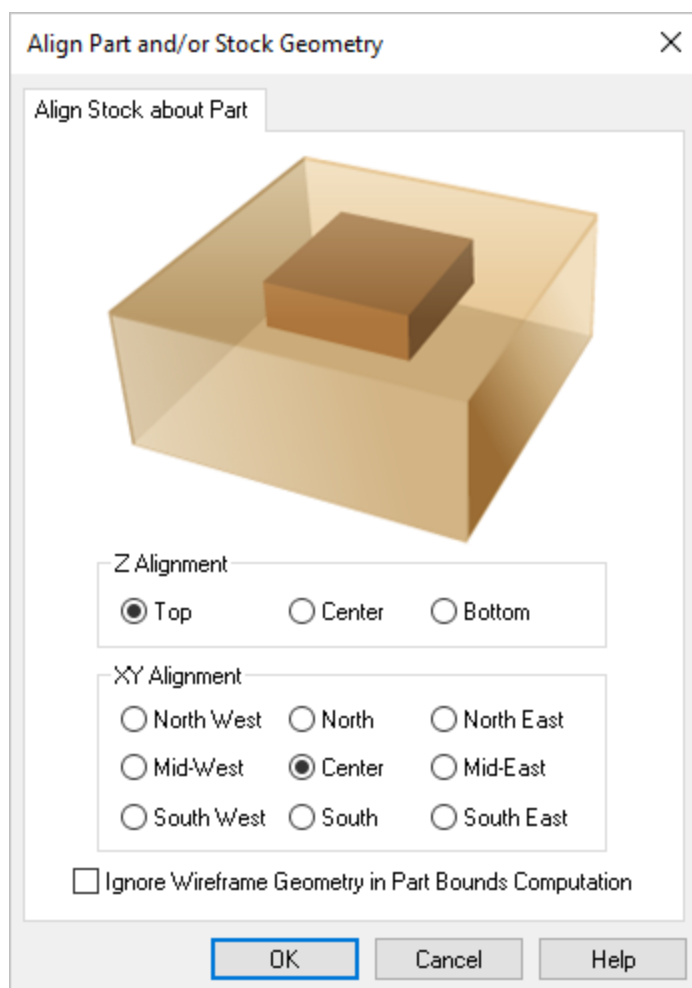 Align Part and/or Stock Geometry
Align Stock about Part
Z Alignment
Top Center Bottom
XY Alignment
North West North North East
Mid-West Center Mid-East
South West South South East
Ignore Wireframe Geometry in Part Bounds Computation
OK Cancel Help